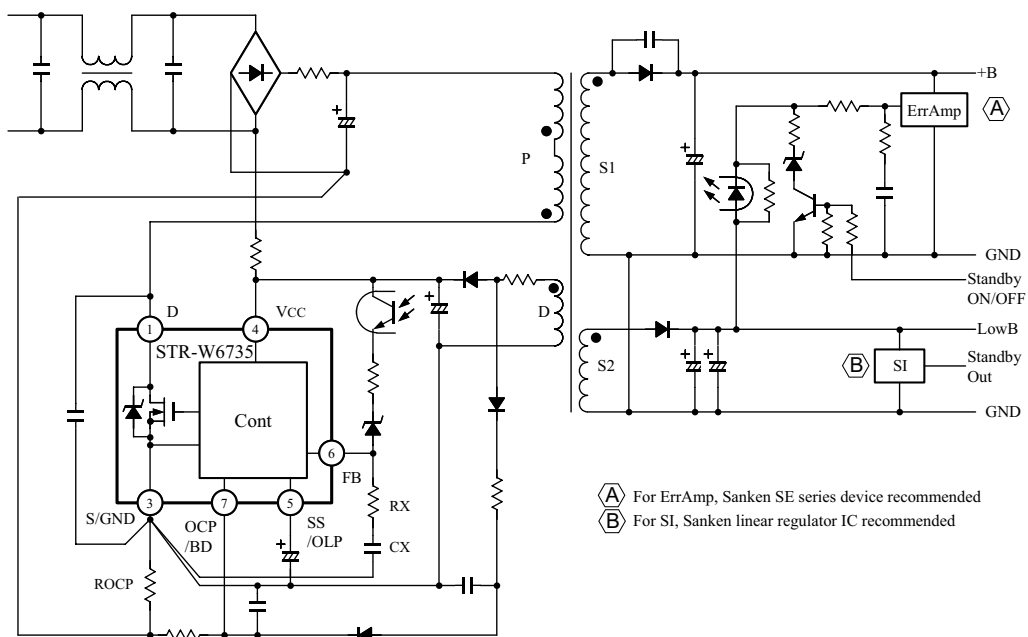 +B
ErrAmp
A
P
S1
GND
Standby
ON/OFF
D
VCC
D
LowB
STR-W6735
S2
B
SI
Standby
Out
Cont
GND
1
4
6
FB
3
7
5
S/GND
OCP
/BD
SS
/OLP
RX
CX
ROCP
A For ErrAmp, Sanken SE series device recommended
B For SI, Sanken linear regulator IC recommended